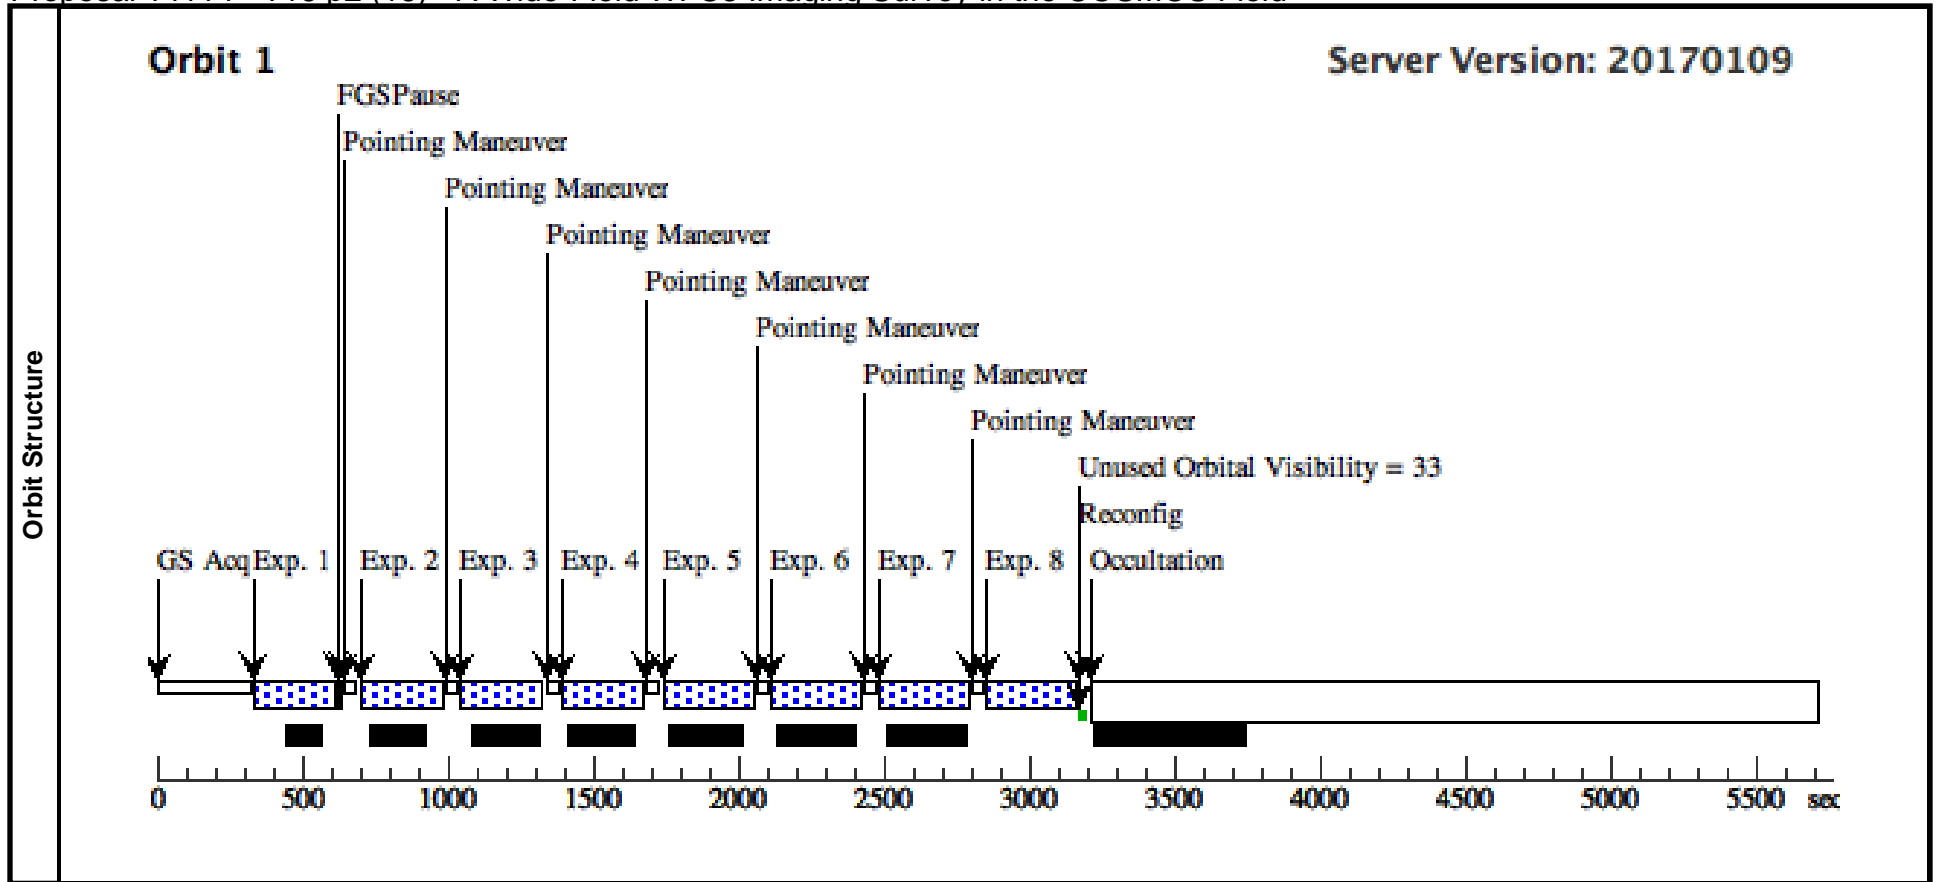 Orbit 1
Server Version: 20170109
FGSPause
Pointing Maneuver
Pointing Maneuver
Pointing Maneuver
Pointing Maneuver
Pointing Maneuver
Pointing Maneuver
Pointing Maneuver
Unused Orbital Visibility = 33
Reconfig
GS Acq Exp. 1 Exp. 2 Exp. 3 Exp. 4 Exp. 5 Exp. 6 Exp. 7 Exp. 8 Occultation
Orbit Structure
0 500 1000 1500 2000 2500 3000 3500 4000 4500 5000 5500 sec